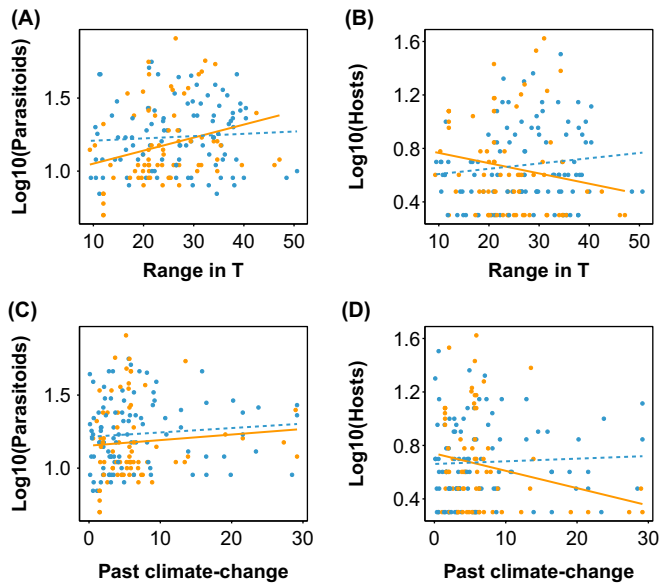 (A)
Log10(Parasitoids)
1.5
1.0
10 20 30 40 50
Range in T
(B)
Log10(Hosts)
1.6
1.2
0.8
0.4
10 20 30 40 50
Range in T
(C)
Log10(Parasitoids)
1.5
1.0
0 10 20 30
Past climate-change
(D)
Log10(Hosts)
1.6
1.2
0.8
0.4
0 10 20 30
Past climate-change